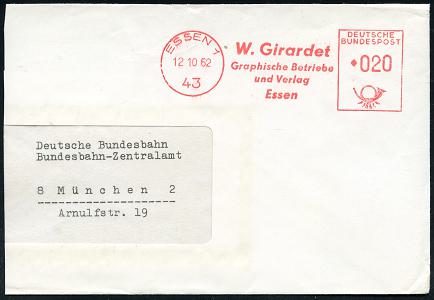 ESSEN 1
12 10 62
43
W. Girardet
Graphische Betriebe
und Verlag
Essen
DEUTSCHE
BUNDESPOST
*020
Deutsche Bundesbahn
Bundesbahn-Zentralamt
8 München 2
--------------------
Arnulfstr. 19